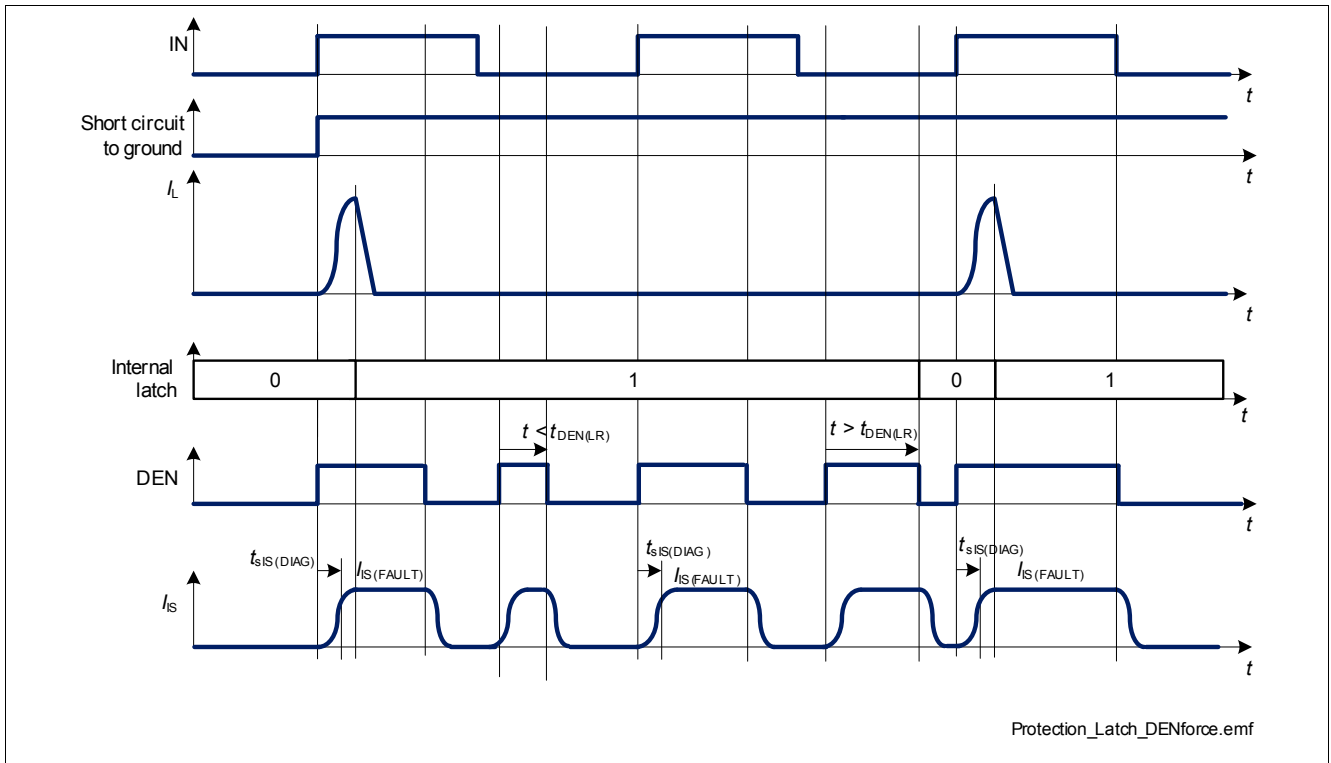 IN
t
Short circuit
to ground
t
IL
t
Internal
latch
0
1
0
1
t
t < tDEN(LR)
t > tDEN(LR)
DEN
t
tsIS(DIAG)
IIS(FAULT)
tsIS(DIAG)
IIS(FAULT)
tsIS(DIAG)
IIS(FAULT)
IIS
t
Protection_Latch_DENforce.emf